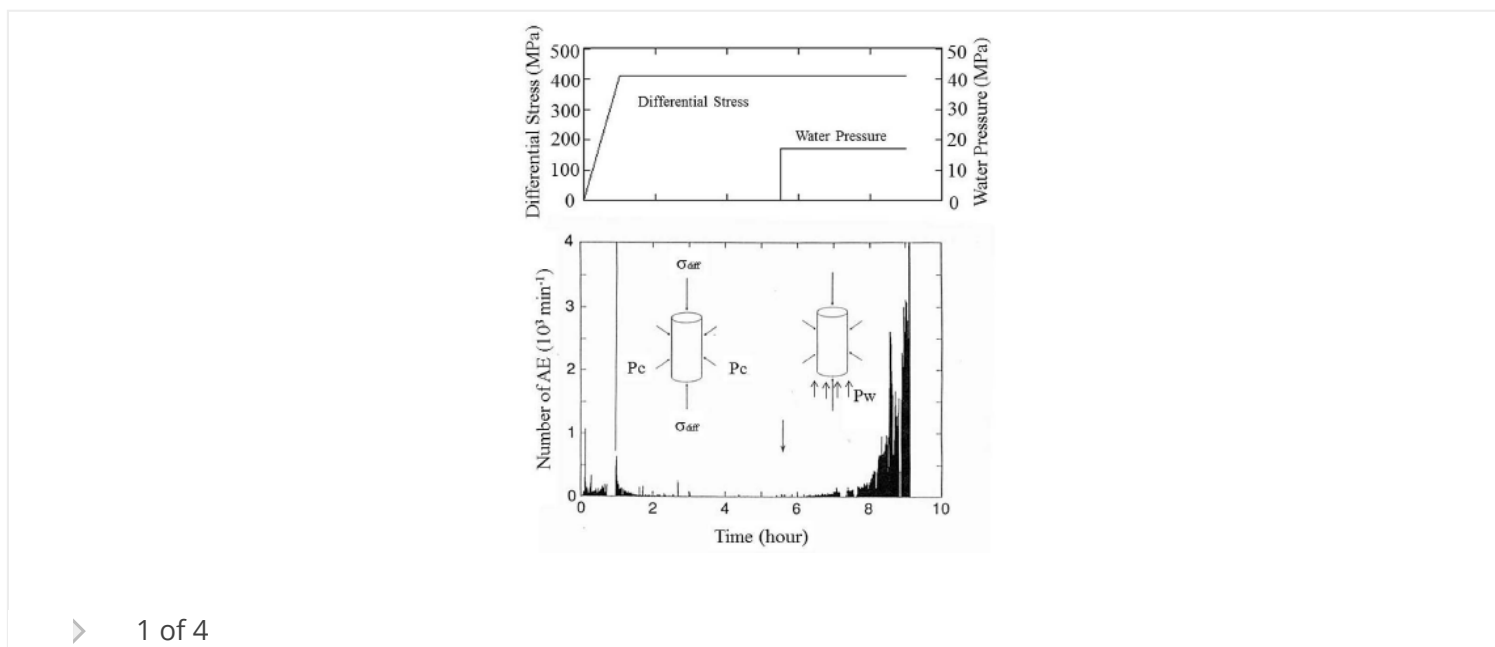 Differential Stress (MPa)
500
400
300
200
100
0
Differential Stress
Water Pressure
50
40
30
20
10
0
Water Pressure (MPa)
Number of AE (10³ min⁻¹)
4
3
2
1
0
σdiff
Pc
Pc
σdiff
Pw
0 2 4 6 8 10
Time (hour)
1 of 4